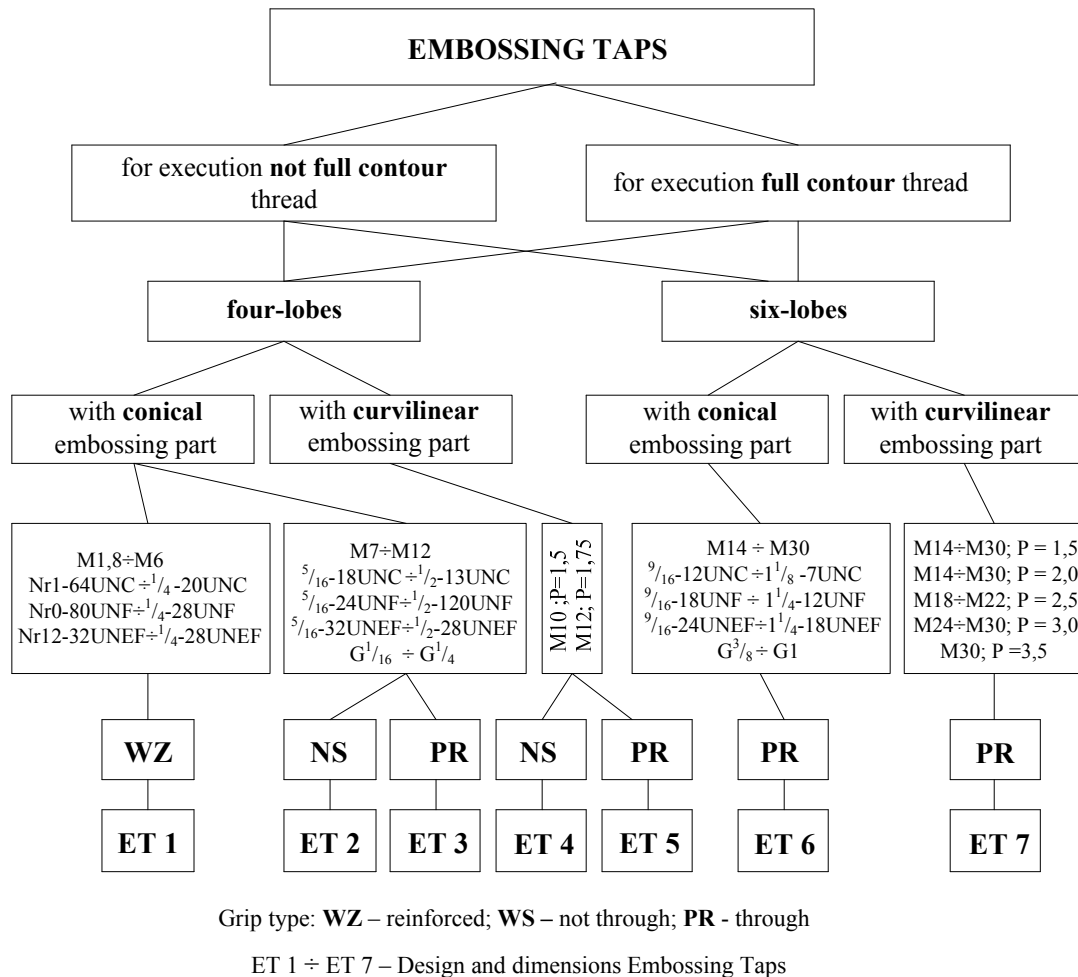 EMBOSSING TAPS
for execution not full contour
thread
for execution full contour thread
four-lobes
six-lobes
with conical
embossing part
with curvilinear
embossing part
with conical
embossing part
with curvilinear
embossing part
M1,8÷M6
Nr1-64UNC÷1/4-20UNC
Nr0-80UNF÷1/4-28UNF
Nr12-32UNEF÷1/4-28UNEF
M7÷M12
5/16-18UNC÷1/2-13UNC
5/16-24UNF÷1/2-120UNF
5/16-32UNEF÷1/2-28UNEF
G1/16 ÷ G1/4
M10 ;P=1,5
M12; P=1,75
M14 ÷ M30
9/16-12UNC ÷11/8 -7UNC
9/16-18UNF ÷ 11/4-12UNF
9/16-24UNEF÷11/4-18UNEF
G3/8 ÷ G1
M14÷M30; P = 1,5
M14÷M30; P = 2,0
M18÷M22; P = 2,5
M24÷M30; P = 3,0
M30; P =3,5
WZ
NS
PR
NS
PR
PR
PR
ET 1
ET 2
ET 3
ET 4
ET 5
ET 6
ET 7
Grip type: WZ – reinforced; WS – not through; PR - through
ET 1 ÷ ET 7 – Design and dimensions Embossing Taps